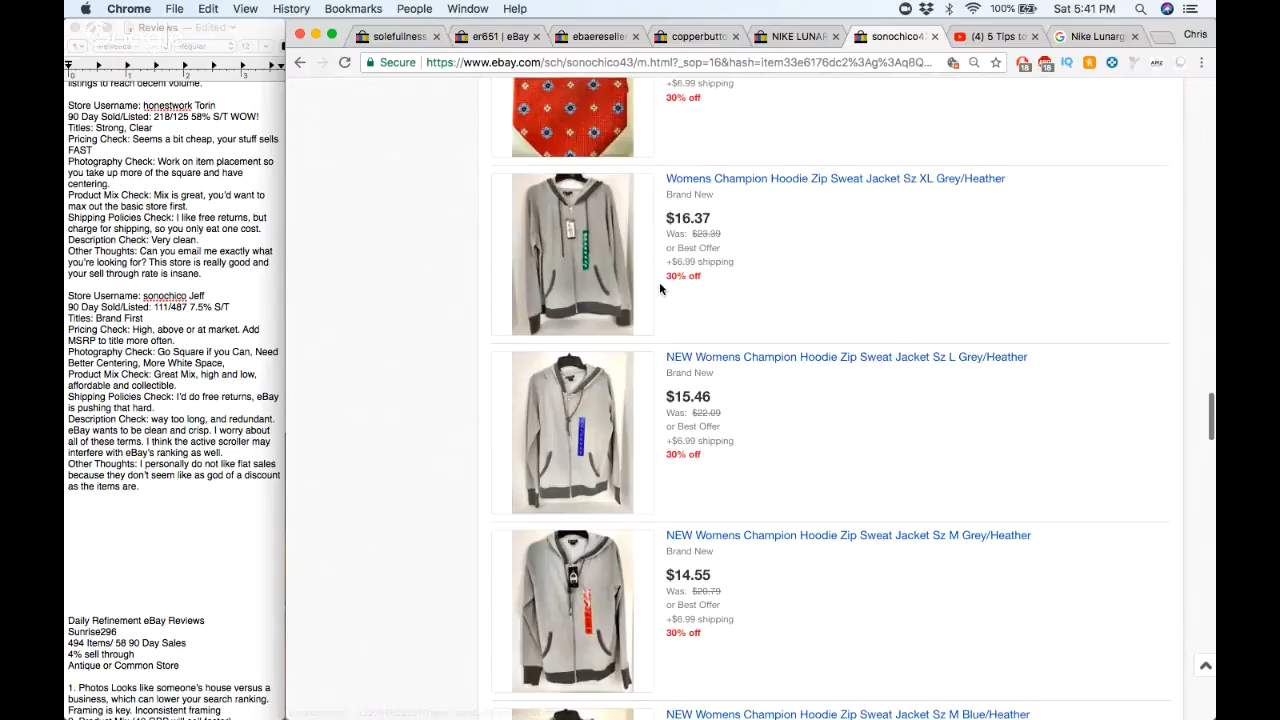 Chrome File Edit View History Bookmarks People Window Help
100% Sat 5:41 PM
Reviews — Edited
Helvetica Regular 12
solefulness
er651 | eBay
ebaereseller
copperbutto
NIKE LUNAR
sonochico43
(4) 5 Tips to
Nike Lunarg
Chris
Secure https://www.ebay.com/sch/sonochico43/m.html?_sop=16&hash=item33e6176dc2%3Ag%3Aq8Q...
18 18 IQ AMZ
0 1 2 3
listings to reach decent volume.
Store Username: honestwork Torin
90 Day Sold/Listed: 218/125 58% S/T WOW!
Titles: Strong, Clear
Pricing Check: Seems a bit cheap, your stuff sells
FAST
Photography Check: Work on item placement so
you take up more of the square and have
centering.
Product Mix Check: Mix is great, you'd want to
max out the basic store first.
Shipping Policies Check: I like free returns, but
charge for shipping, so you only eat one cost.
Description Check: Very clean.
Other Thoughts: Can you email me exactly what
you're looking for? This store is really good and
your sell through rate is insane.
Store Username: sonochico Jeff
90 Day Sold/Listed: 111/487 7.5% S/T
Titles: Brand First
Pricing Check: High, above or at market. Add
MSRP to title more often.
Photography Check: Go Square if you Can, Need
Better Centering, More White Space,
Product Mix Check: Great Mix, high and low,
affordable and collectible.
Shipping Policies Check: I'd do free returns, eBay
is pushing that hard.
Description Check: way too long, and redundant.
eBay wants to be clean and crisp. I worry about
all of these terms. I think the active scroller may
interfere with eBay's ranking as well.
Other Thoughts: I personally do not like flat sales
because they don't seem like as god of a discount
as the items are.
Daily Refinement eBay Reviews
Sunrise296
494 Items/ 58 90 Day Sales
4% sell through
Antique or Common Store
1. Photos Looks like someone's house versus a
business, which can lower your search ranking.
Framing is key. Inconsistent framing
+$6.99 shipping
30% off
Womens Champion Hoodie Zip Sweat Jacket Sz XL Grey/Heather
Brand New
$16.37
Was: $23.39
or Best Offer
+$6.99 shipping
30% off
NEW Womens Champion Hoodie Zip Sweat Jacket Sz L Grey/Heather
Brand New
$15.46
Was: $22.09
or Best Offer
+$6.99 shipping
30% off
NEW Womens Champion Hoodie Zip Sweat Jacket Sz M Grey/Heather
Brand New
$14.55
Was: $20.79
or Best Offer
+$6.99 shipping
30% off
NEW Womens Champion Hoodie Zip Sweat Jacket Sz M Blue/Heather